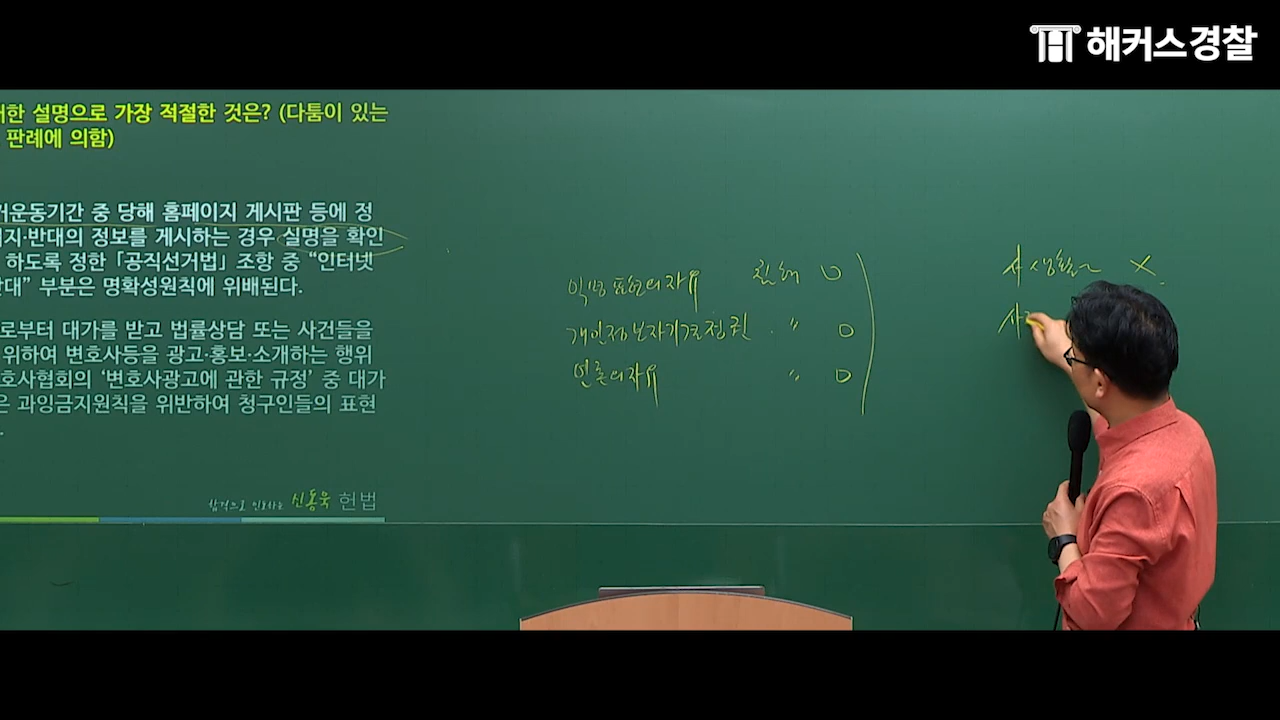 해커스경찰
대한 설명으로 가장 적절한 것은? (다툼이 있는
판례에 의함)
거운동기간 중 당해 홈페이지 게시판 등에 정
지지·반대의 정보를 게시하는 경우 실명을 확인
하도록 정한 「공직선거법」 조항 중 “인터넷
반대” 부분은 명확성원칙에 위배된다.
로부터 대가를 받고 법률상담 또는 사건들을
위하여 변호사등을 광고·홍보·소개하는 행위
호사협회의 ‘변호사광고에 관한 규정’ 중 대가
은 과잉금지원칙을 위반하여 청구인들의 표현
합격으로 인도하는 신동욱 헌법
익명표현의자유 침해 O
개인정보자기결정권 〃 O
언론의자유 〃 O
사생활 X
사